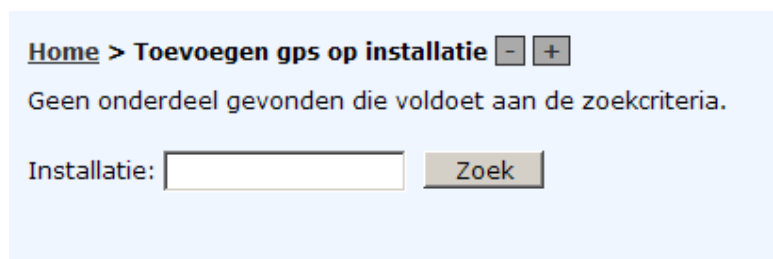 Home > Toevoegen gps op installatie - +
Geen onderdeel gevonden die voldoet aan de zoekcriteria.
Installatie: Zoek